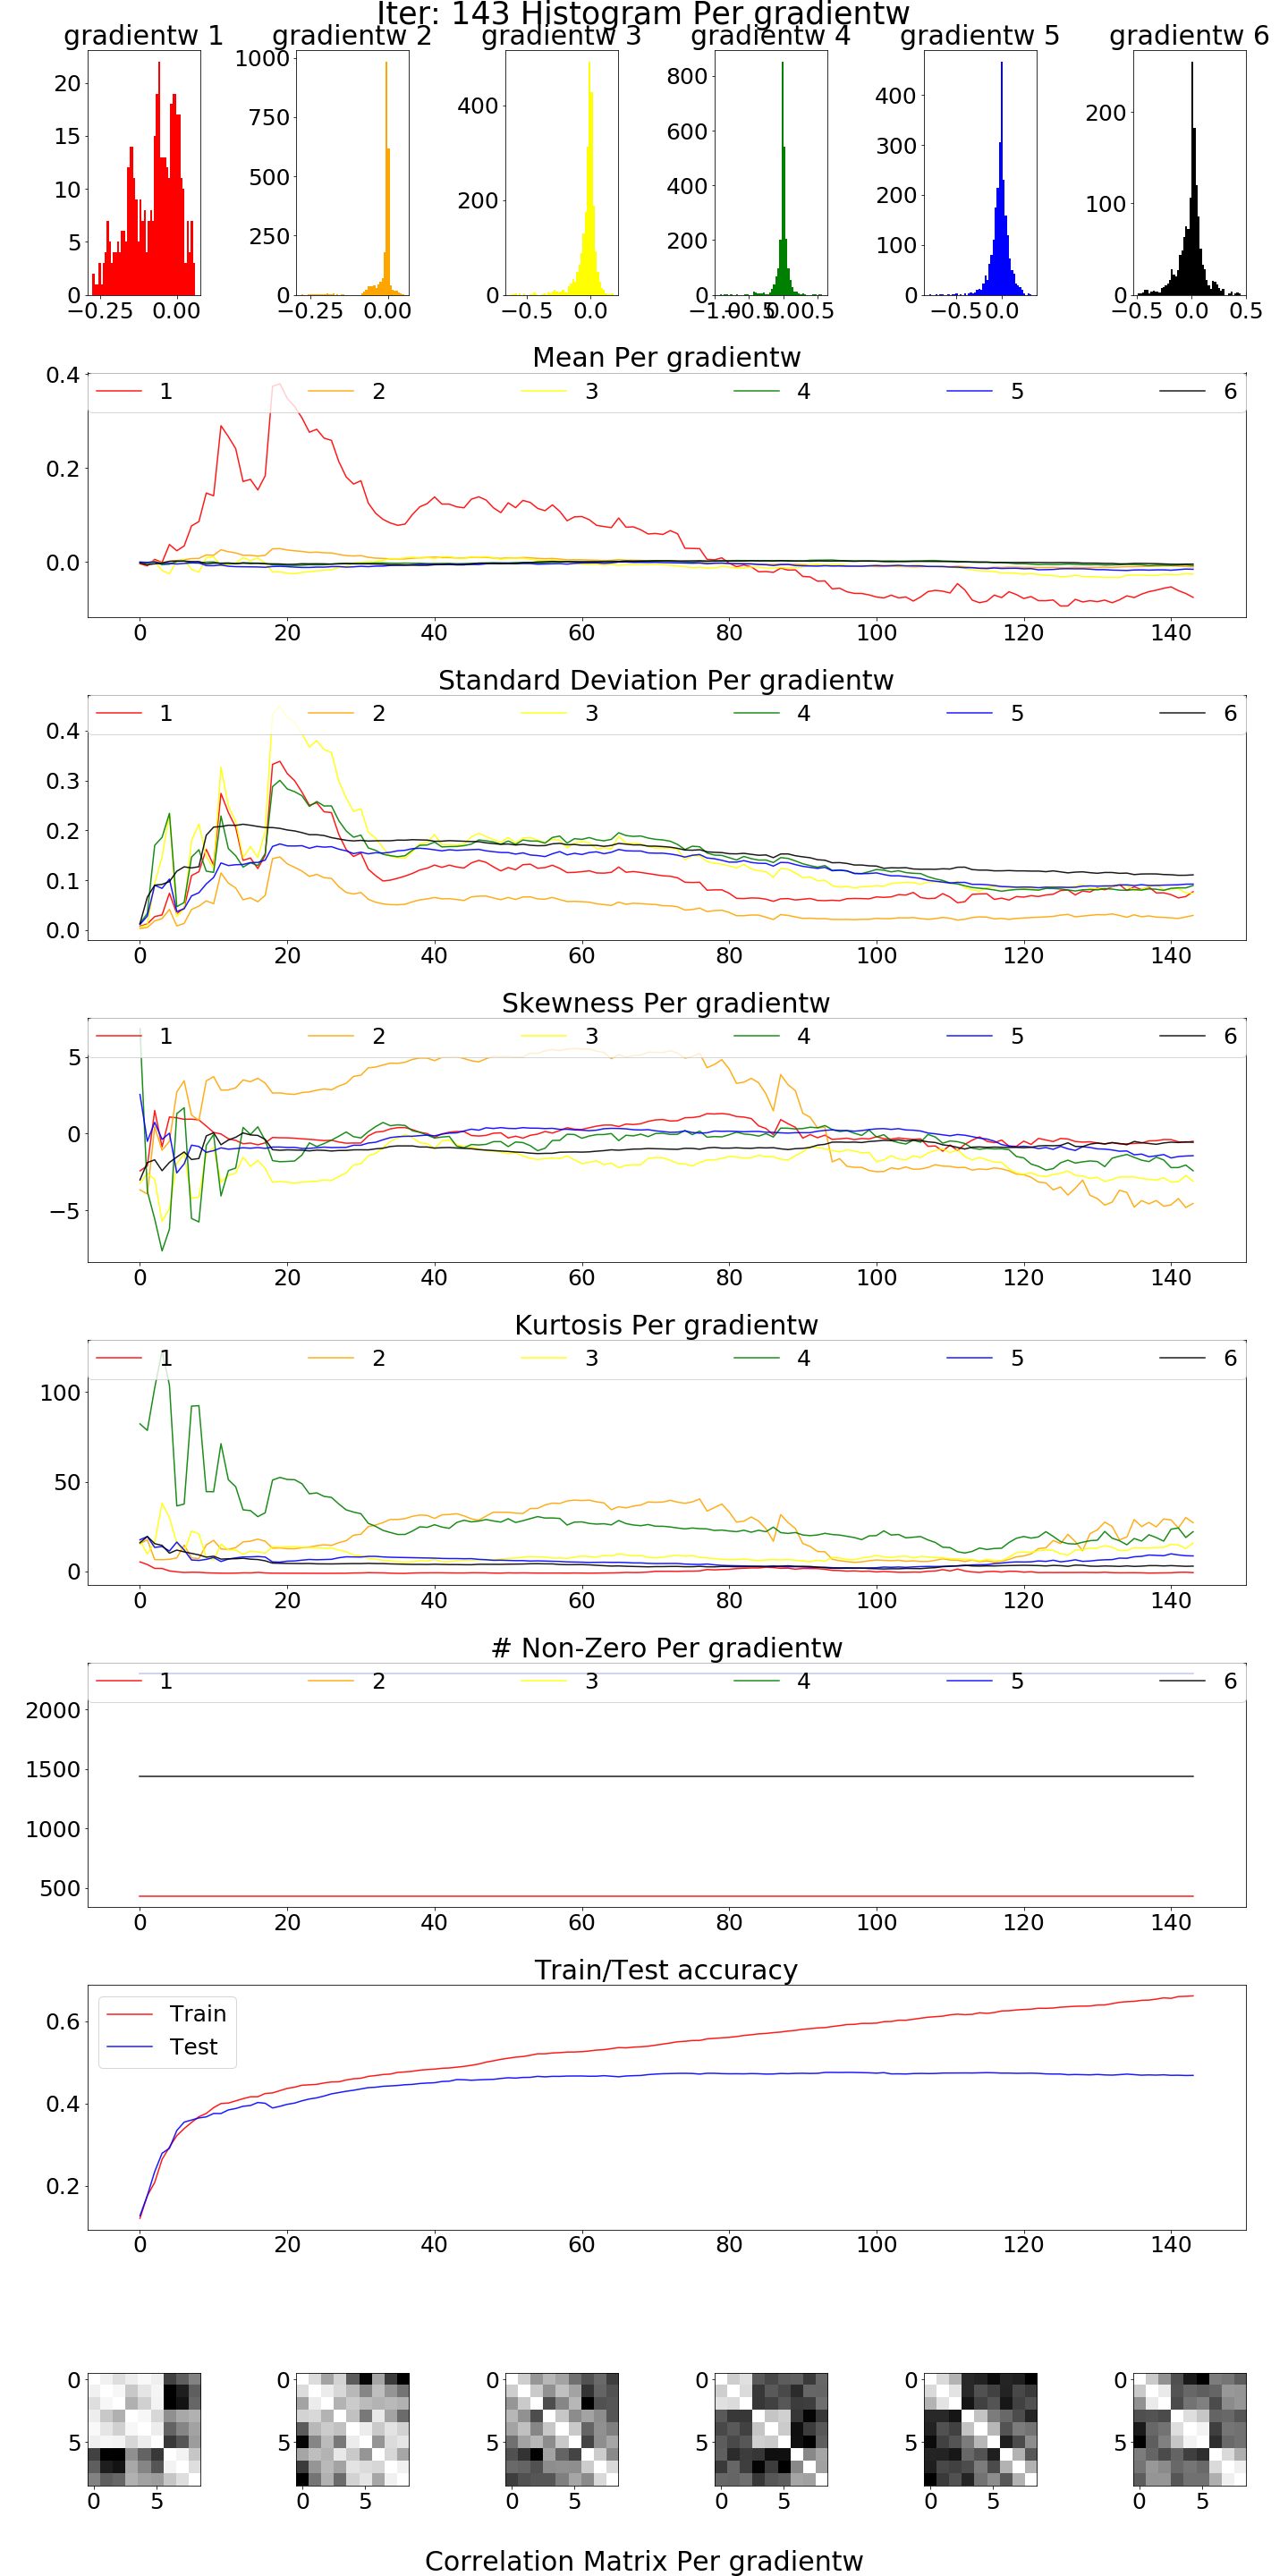 Iter: 143 Histogram Per gradientw
gradientw 1 gradientw 2 gradientw 3 gradientw 4 gradientw 5 gradientw 6
20 15 10 5 0 −0.25 0.00
1000 750 500 250 0 −0.25 0.00
400 200 0 −0.5 0.0
800 600 400 200 0 −1.0 −0.5 0.0 0.5
400 300 200 100 0 −0.5 0.0
200 100 0 −0.5 0.0 0.5
Mean Per gradientw
1 2 3 4 5 6
0.4
0.2
0.0
0 20 40 60 80 100 120 140
Standard Deviation Per gradientw
1 2 3 4 5 6
0.4
0.3
0.2
0.1
0.0
0 20 40 60 80 100 120 140
Skewness Per gradientw
1 2 3 4 5 6
5
0
−5
0 20 40 60 80 100 120 140
Kurtosis Per gradientw
1 2 3 4 5 6
100
50
0
0 20 40 60 80 100 120 140
# Non-Zero Per gradientw
1 2 3 4 5 6
2000
1500
1000
500
0 20 40 60 80 100 120 140
Train/Test accuracy
Train
Test
0.6
0.4
0.2
0 20 40 60 80 100 120 140
0 0 0 0 0 0
5 5 5 5 5 5
0 5 0 5 0 5 0 5 0 5 0 5
Correlation Matrix Per gradientw